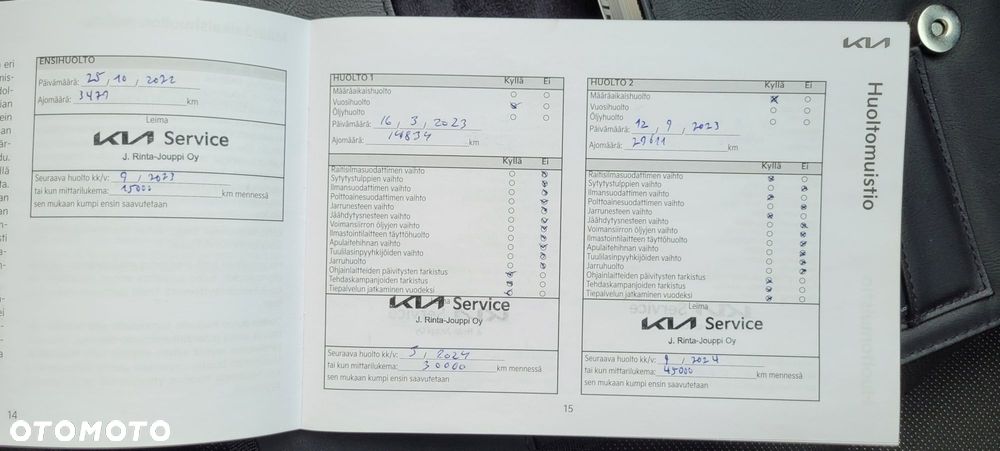 ENSIHUOLTO
Päivämäärä: 25, 10, 2022
Ajomäärä: 3471 km
Leima
KIA Service
J. Rinta-Jouppi Oy
Seuraava huolto kk/v: 9, 2023
tai kun mittarilukema: 15000 km mennessä
sen mukaan kumpi ensin saavutetaan
14
HUOLTO 1 Kyllä Ei
Määräaikaishuolto
Vuosihuolto
Öljyhuolto
Päivämäärä: 16, 3, 2023
Ajomäärä: 14834 km
Kyllä Ei
Raitisilmasuodattimen vaihto
Sytytystulppien vaihto
Ilmansuodattimen vaihto
Polttoainesuodattimen vaihto
Jarrunesteen vaihto
Jäähdytysnesteen vaihto
Voimansiirron öljyjen vaihto
Ilmastointilaitteen täyttöhuolto
Apulaitehihnan vaihto
Tuulilasinpyyhkijöiden vaihto
Jarruhuolto
Ohjainlaitteiden päivitysten tarkistus
Tehdaskampanjoiden tarkistus
Tiepalvelun jatkaminen vuodeksi
KIA Service
J. Rinta-Jouppi Oy
Seuraava huolto kk/v: 5, 2024
tai kun mittarilukema: 30000 km mennessä
sen mukaan kumpi ensin saavutetaan
15
HUOLTO 2 Kyllä Ei
Määräaikaishuolto
Vuosihuolto
Öljyhuolto
Päivämäärä: 12, 9, 2023
Ajomäärä: 29611 km
Kyllä Ei
Raitisilmasuodattimen vaihto
Sytytystulppien vaihto
Ilmansuodattimen vaihto
Polttoainesuodattimen vaihto
Jarrunesteen vaihto
Jäähdytysnesteen vaihto
Voimansiirron öljyjen vaihto
Ilmastointilaitteen täyttöhuolto
Apulaitehihnan vaihto
Tuulilasinpyyhkijöiden vaihto
Jarruhuolto
Ohjainlaitteiden päivitysten tarkistus
Tehdaskampanjoiden tarkistus
Tiepalvelun jatkaminen vuodeksi
Leima
KIA Service
J. Rinta-Jouppi Oy
Seuraava huolto kk/v: 9, 2024
tai kun mittarilukema: 45000 km mennessä
sen mukaan kumpi ensin saavutetaan
KIA
Huoltomuistio
OTOMOTO